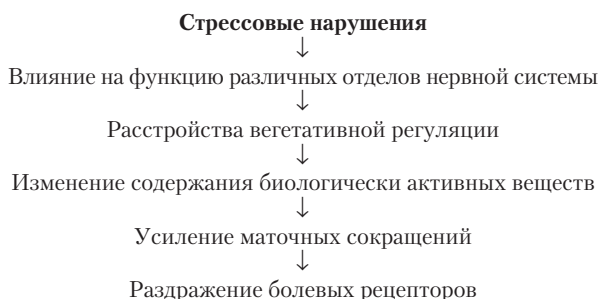 Стрессовые нарушения
↓
Влияние на функцию различных отделов нервной системы
↓
Расстройства вегетативной регуляции
↓
Изменение содержания биологически активных веществ
↓
Усиление маточных сокращений
↓
Раздражение болевых рецепторов